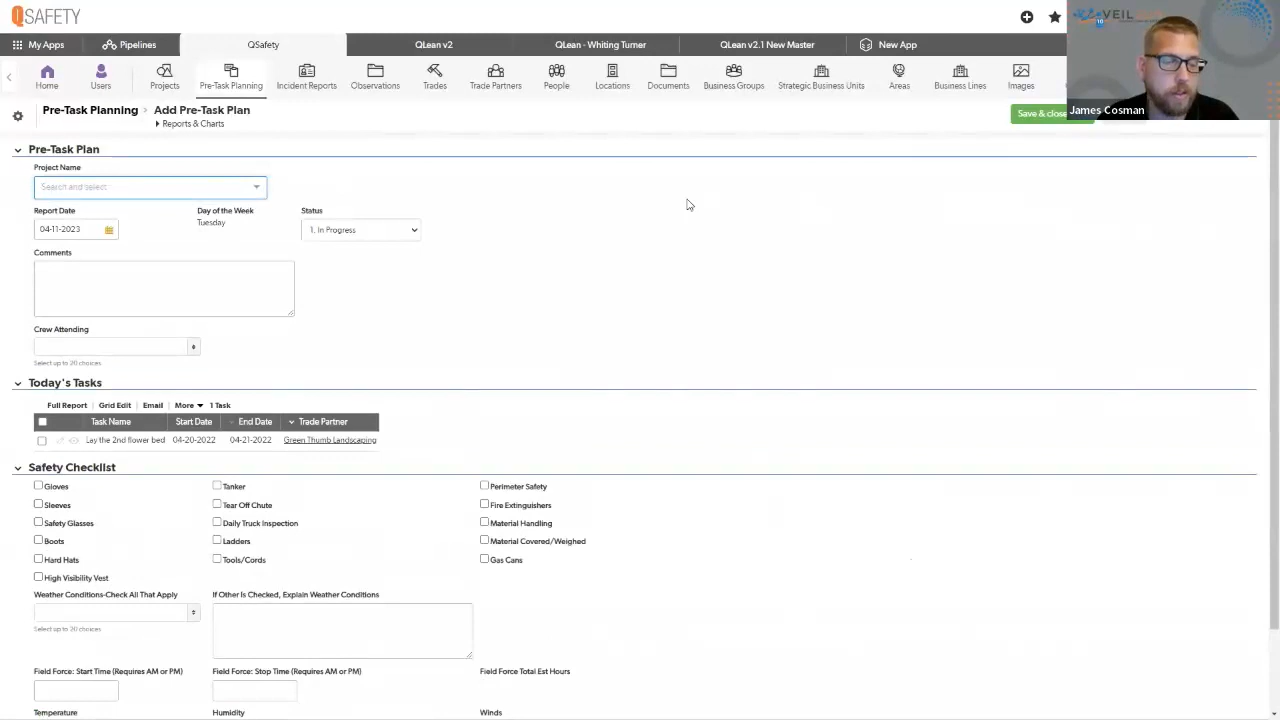 QSAFETY
VEIL
10
My Apps Pipelines QSafety QLean v2 QLean - Whiting Turner QLean v2.1 New Master New App
Home Users Projects Pre-Task Planning Incident Reports Observations Trades Trade Partners People Locations Documents Business Groups Strategic Business Units Areas Business Lines Images
James Cosman
Pre-Task Planning Add Pre-Task Plan
Save & close
Reports & Charts
Pre-Task Plan
Project Name
Search and select
Report Date Day of the Week Status
04-11-2023 Tuesday 1. In Progress
Comments
Crew Attending
Select up to 20 choices
Today's Tasks
Full Report | Grid Edit | Email | More 1 Task
Task Name Start Date End Date Trade Partner
Lay the 2nd flower bed 04-20-2022 04-21-2022 Green Thumb Landscaping
Safety Checklist
Gloves Tanker Perimeter Safety
Sleeves Tear Off Chute Fire Extinguishers
Safety Glasses Daily Truck Inspection Material Handling
Boots Ladders Material Covered/Weighed
Hard Hats Tools/Cords Gas Cans
High Visibility Vest
Weather Conditions-Check All That Apply If Other Is Checked, Explain Weather Conditions
Select up to 20 choices
Field Force: Start Time (Requires AM or PM) Field Force: Stop Time (Requires AM or PM) Field Force Total Est Hours
Temperature Humidity Winds